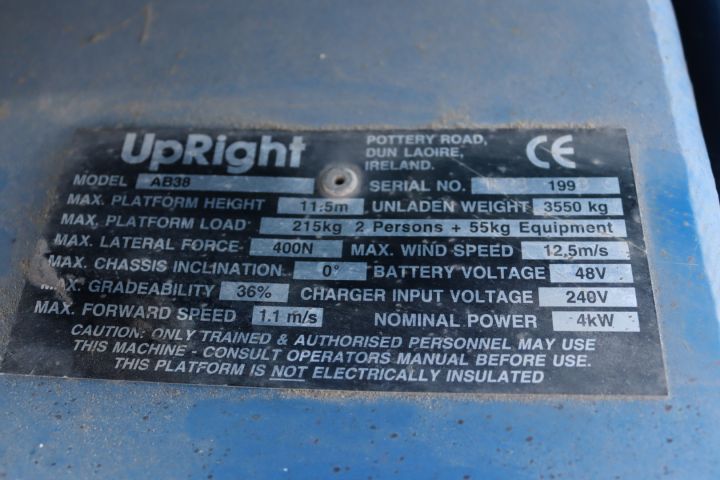 UpRight
POTTERY ROAD,
DUN LAOIRE,
IRELAND.
CE
MODEL AB38 SERIAL NO. 199
MAX. PLATFORM HEIGHT 11.5m UNLADEN WEIGHT 3550 kg
MAX. PLATFORM LOAD 215kg 2 Persons + 55kg Equipment
MAX. LATERAL FORCE 400N MAX. WIND SPEED 12,5m/s
MAX. CHASSIS INCLINATION 0° BATTERY VOLTAGE 48V
MAX. GRADEABILITY 36% CHARGER INPUT VOLTAGE 240V
MAX. FORWARD SPEED 1.1 m/s NOMINAL POWER 4kW
CAUTION- ONLY TRAINED & AUTHORISED PERSONNEL MAY USE
THIS MACHINE - CONSULT OPERATORS MANUAL BEFORE USE.
THIS PLATFORM IS NOT ELECTRICALLY INSULATED